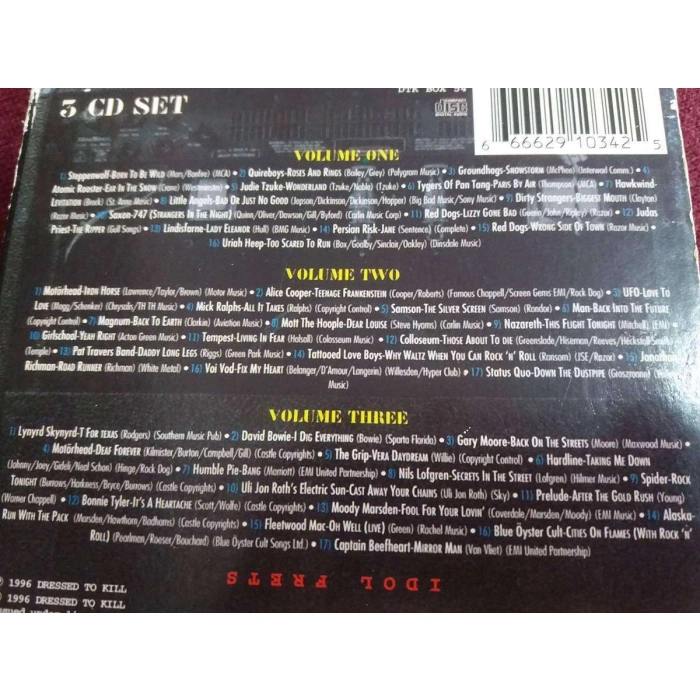 DTK BOX 54
3 CD SET
COMPACT
disc
DIGITAL AUDIO
6 66629 10342 5
VOLUME ONE
1) Steppenwolf-Born To Be Wild (Mars/Bonfire) (MCA) 2) Quireboys-Roses And Rings (Bailey/Grey) (Polygram Music) 3) Groundhogs-Snowstorm (McPhee) (Linterwood Comm.) 4)
Atomic Rooster-Ear In The Snow (Crane) (Westminster) 5) Judie Tzuke-Wonderland (Tzuke/Noble) (Tzuke) 6) Tygers Of Pan Tang-Paris By Air (Thompson) (MCA) 7) Hawkwind-
Levitation (Brock) (St. Anne Music) 8) Little Angels-Bad Or Just No Good (Jepson/Dickinson/Dickinson/Hopper) (Big Bad Music/Sony Music) 9) Dirty Strangers-Biggest Mouth (Clayton)
(Razor Music) 10) Saxon-747 (Strangers In The Night) (Quinn/Oliver/Dawson/Gill/Byford) (Carlin Music Corp) 11) Red Dogs-Lizzy Gone Bad (Goerin/John/Ripley) (Razor) 12) Judas
Priest-The Ripper (Gull Songs) 13) Lindisfarne-Lady Eleanor (Hull) (BMG Music) 14) Persian Risk-Jane (Sentence) (Complete) 15) Red Dogs-Wrong Side Of Town (Razor Music)
16) Uriah Heep-Too Scared To Run (Box/Goalby/Sinclair/Oakley) (Dinsdale Music)
VOLUME TWO
1) Motörhead-Iron Horse (Lawrence/Taylor/Brown) (Motor Music) 2) Alice Cooper-Teenage Frankenstein (Cooper/Roberts) (Famous Chappell/Screen Gems EMI/Rock Dog) 3) UFO-Love To
Love (Mogg/Schenker) (Chrysalis/TH TH Music) 4) Mick Ralphs-All It Takes (Ralphs) (Copyright Control) 5) Samson-The Silver Screen (Samson) (Rondor) 6) Man-Back Into The Future
(Copyright Control) 7) Magnum-Back To Earth (Clarkin) (Aviation Music) 8) Mott The Hoople-Dear Louise (Steve Hyams) (Carlin Music) 9) Nazareth-This Flight Tonight (Mitchell) (EMI)
10) Girlschool-Yeah Right (Acton Green Music) 11) Tempest-Living In Fear (Halsall) (Colosseum Music) 12) Colloseum-Those About To Die (Greenslade/Hiseman/Reeves/Heckstall-Smith)
(Temple) 13) Pat Travers Band-Daddy Long Legs (Riggs) (Green Park Music) 14) Tattooed Love Boys-Why Waltz When You Can Rock 'n' Roll (Ransom) (JSE/Razor) 15) Jonathan
Richman-Road Runner (Richman) (White Metal) 16) Voi Vod-Fix My Heart (Belanger/D'Amour/Langerin) (Willesden/Hyper Club) 17) Status Quo-Down The Dustpipe (Groszmann)
Music)
VOLUME THREE
1) Lynyrd Skynyrd-T For texas (Rodgers) (Southern Music Pub) 2) David Bowie-I Dig Everything (Bowie) (Sparta Florida) 3) Gary Moore-Back On The Streets (Moore) (Maxwood Music)
4) Motörhead-Deaf Forever (Kilmister/Burton/Campbell/Gill) (Castle Copyrights) 5) The Grip-Vera Daydream (Willie) (Copyright Control) 6) Hardline-Taking Me Down
(Johnny/Joey/Gideli/Neal Schon) (Hinge/Rock Dog) 7) Humble Pie-Bang (Marriott) (EMI United Partnership) 8) Nils Lofgren-Secrets In The Street (Lofgren) (Hilmer Music) 9) Spider-Rock
Tonight (Burrows/Harkness/Bryce/Burrows) (Castle Copyrights) 10) Uli Jon Roth's Electric Sun-Cast Away Your Chains (Uli Jon Roth) (Sky) 11) Prelude-After The Gold Rush (Young)
(Warner Chappell) 12) Bonnie Tyler-It's A Heartache (Scott/Wolfe) (Castle Copyrights) 13) Moody Marsden-Fool For Your Lovin' (Coverdale/Marsden/Moody) (EMI Music) 14) Alaska-
Run With The Pack (Marsden/Hawthorn/Badhams) (Castle Copyrights) 15) Fleetwood Mac-Oh Well (live) (Green) (Rachel Music) 16) Blue Öyster Cult-Cities On Flames (With Rock 'n'
Roll) (Pearlman/Roeser/Bouchard) (Blue Öyster Cult Songs Ltd.) 17) Captain Beefheart-Mirror Man (Van Vliet) (EMI United Partnership)
IDOL FRETS
℗ 1996 DRESSED TO KILL
© 1996 DRESSED TO KILL